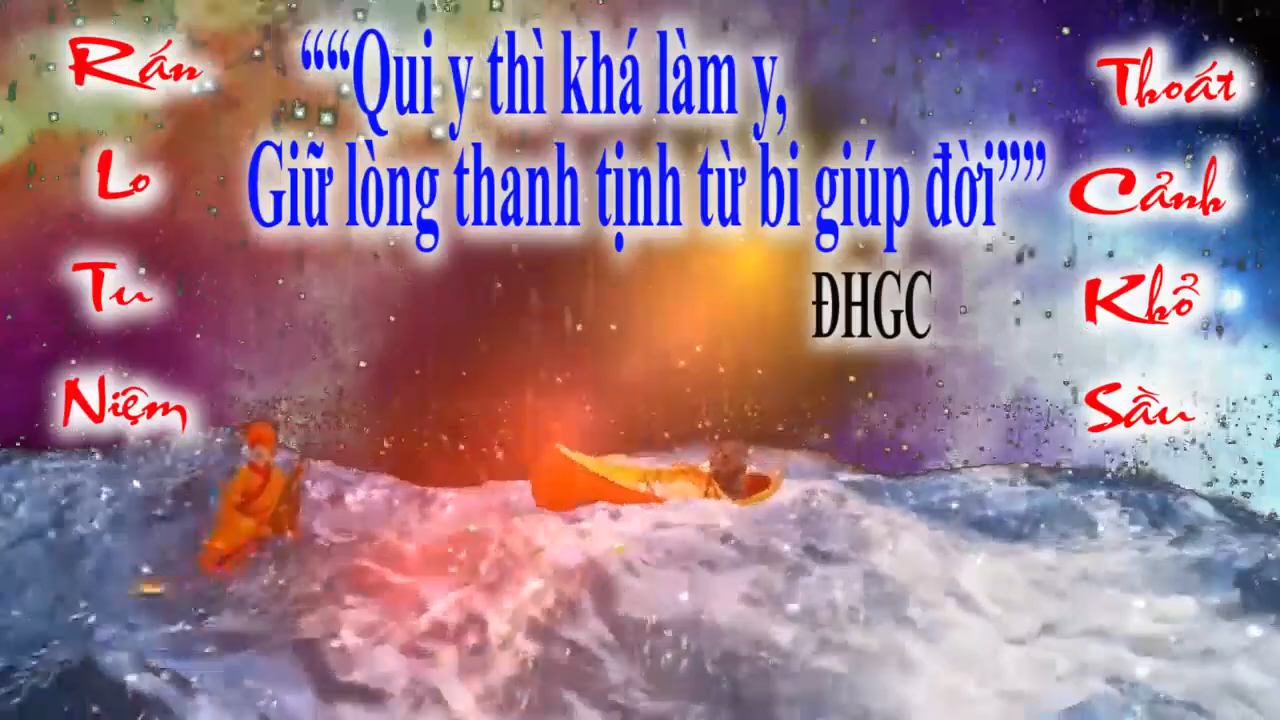 Rán
Lo
Tu
Niệm
““Qui y thì khá làm y,
Giữ lòng thanh tịnh từ bi giúp đời””
ĐHGC
Thoát
Cảnh
Khổ
Sầu